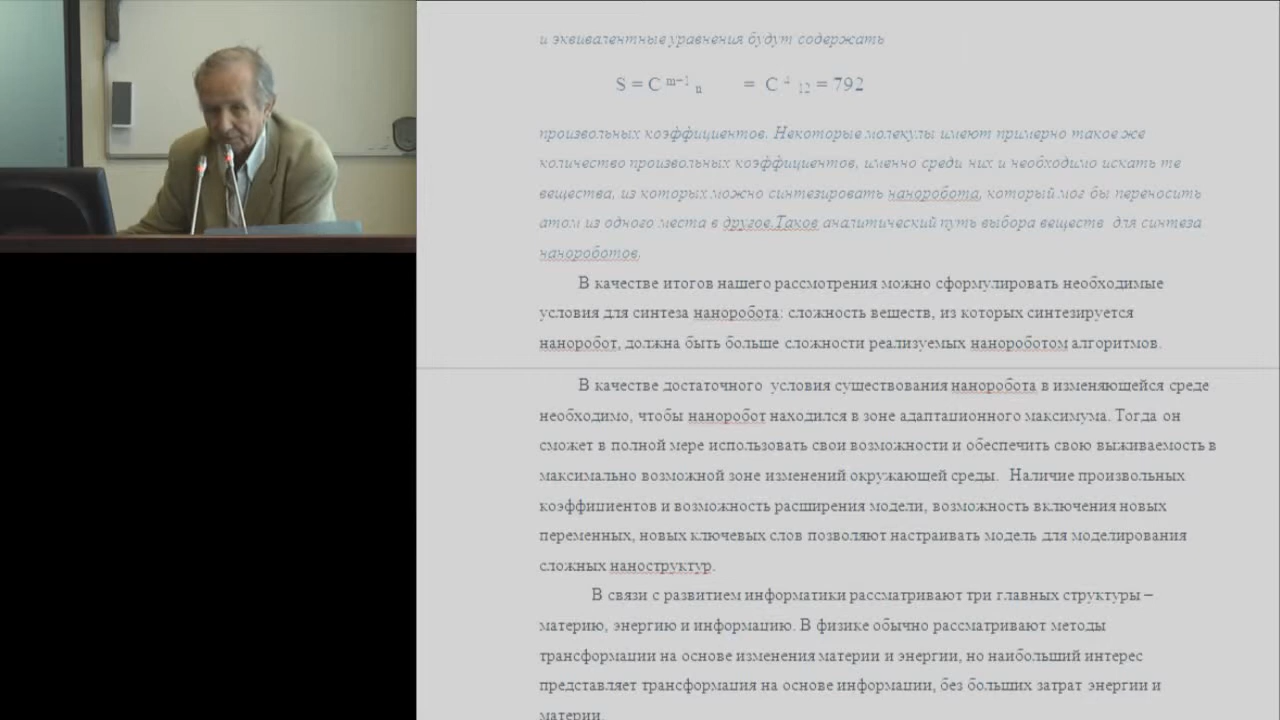 и эквивалентные уравнения будут содержать
S = C m−1 n = C 4 12 = 792
произвольных коэффициентов. Некоторые молекулы имеют примерно такое же
количество произвольных коэффициентов, именно среди них и необходимо искать те
вещества, из которых можно синтезировать наноробота, который мог бы переносить
атом из одного места в другое.Таков аналитический путь выбора веществ для синтеза
нанороботов.
В качестве итогов нашего рассмотрения можно сформулировать необходимые
условия для синтеза наноробота: сложность веществ, из которых синтезируется
наноробот, должна быть больше сложности реализуемых нанороботом алгоритмов.
В качестве достаточного условия существования наноробота в изменяющейся среде
необходимо, чтобы наноробот находился в зоне адаптационного максимума. Тогда он
сможет в полной мере использовать свои возможности и обеспечить свою выживаемость в
максимально возможной зоне изменений окружающей среды. Наличие произвольных
коэффициентов и возможность расширения модели, возможность включения новых
переменных, новых ключевых слов позволяют настраивать модель для моделирования
сложных наноструктур.
В связи с развитием информатики рассматривают три главных структуры –
материю, энергию и информацию. В физике обычно рассматривают методы
трансформации на основе изменения материи и энергии, но наибольший интерес
представляет трансформация на основе информации, без больших затрат энергии и
материи.